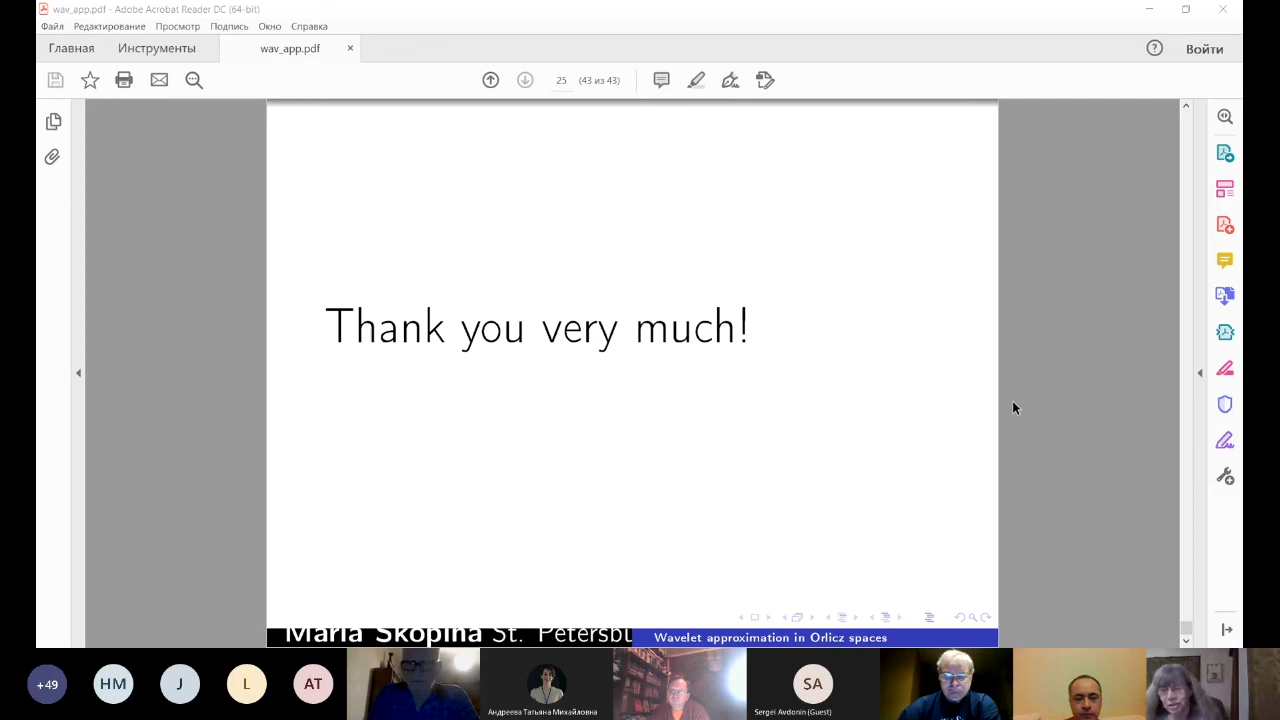 wav_app.pdf - Adobe Acrobat Reader DC (64-bit)
Файл Редактирование Просмотр Подпись Окно Справка
Главная Инструменты wav_app.pdf × Войти
25 (43 из 43)
Thank you very much!
Maria Skopina St. Petersbu Wavelet approximation in Orlicz spaces
+49 HM J L AT SA
Андреева Татьяна Михайловна Sergei Avdonin (Guest)